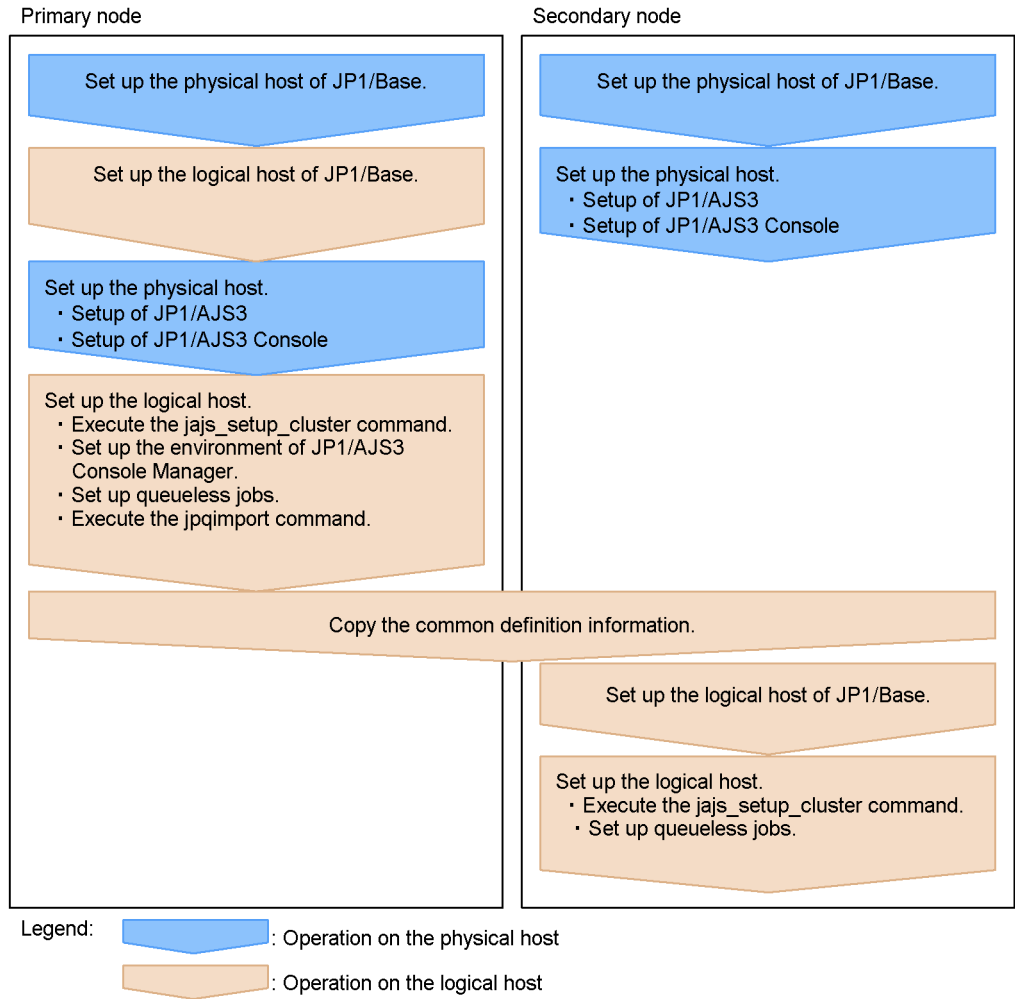 Primary node
Set up the physical host of JP1/Base.
Set up the logical host of JP1/Base.
Set up the physical host.
・Setup of JP1/AJS3
・Setup of JP1/AJS3 Console
Set up the logical host.
・Execute the jajs_setup_cluster command.
・Set up the environment of JP1/AJS3
Console Manager.
・Set up queueless jobs.
・Execute the jpqimport command.
Secondary node
Set up the physical host of JP1/Base.
Set up the physical host.
・Setup of JP1/AJS3
・Setup of JP1/AJS3 Console
Copy the common definition information.
Set up the logical host of JP1/Base.
Set up the logical host.
・Execute the jajs_setup_cluster command.
・Set up queueless jobs.
Legend:
: Operation on the physical host
: Operation on the logical host